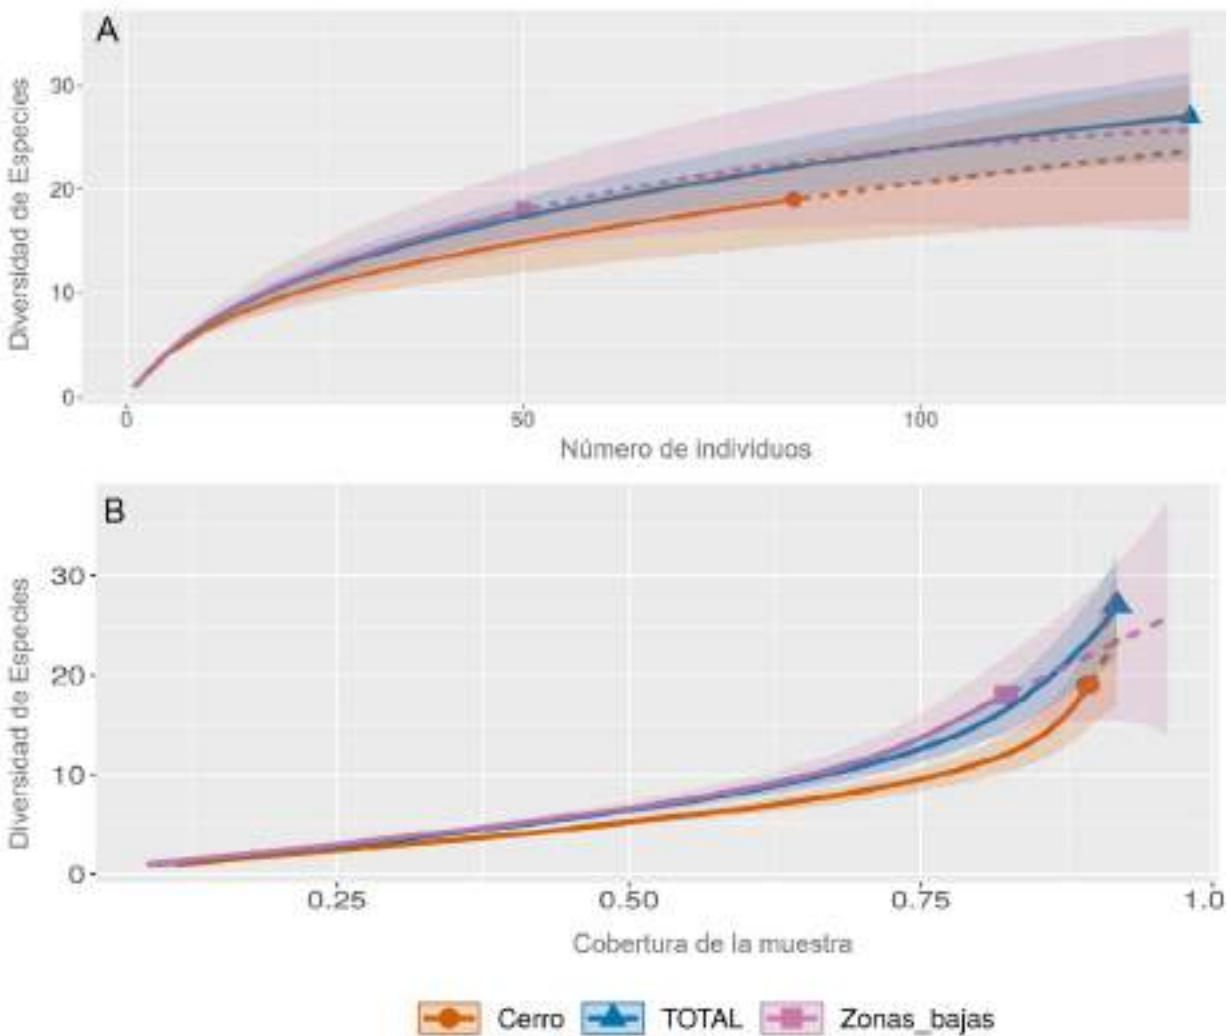 A
Diversidad de Especies
30
20
10
0
0 50 100
Número de individuos
B
Diversidad de Especies
30
20
10
0
0.25 0.50 0.75 1.0
Cobertura de la muestra
Cerro TOTAL Zonas_bajas